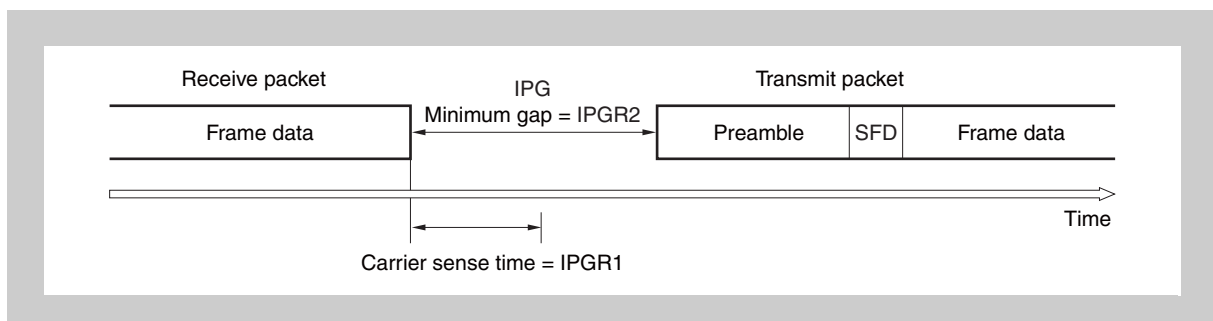 Receive packet
IPG
Transmit packet
Minimum gap = IPGR2
Frame data
Preamble
SFD
Frame data
Time
Carrier sense time = IPGR1